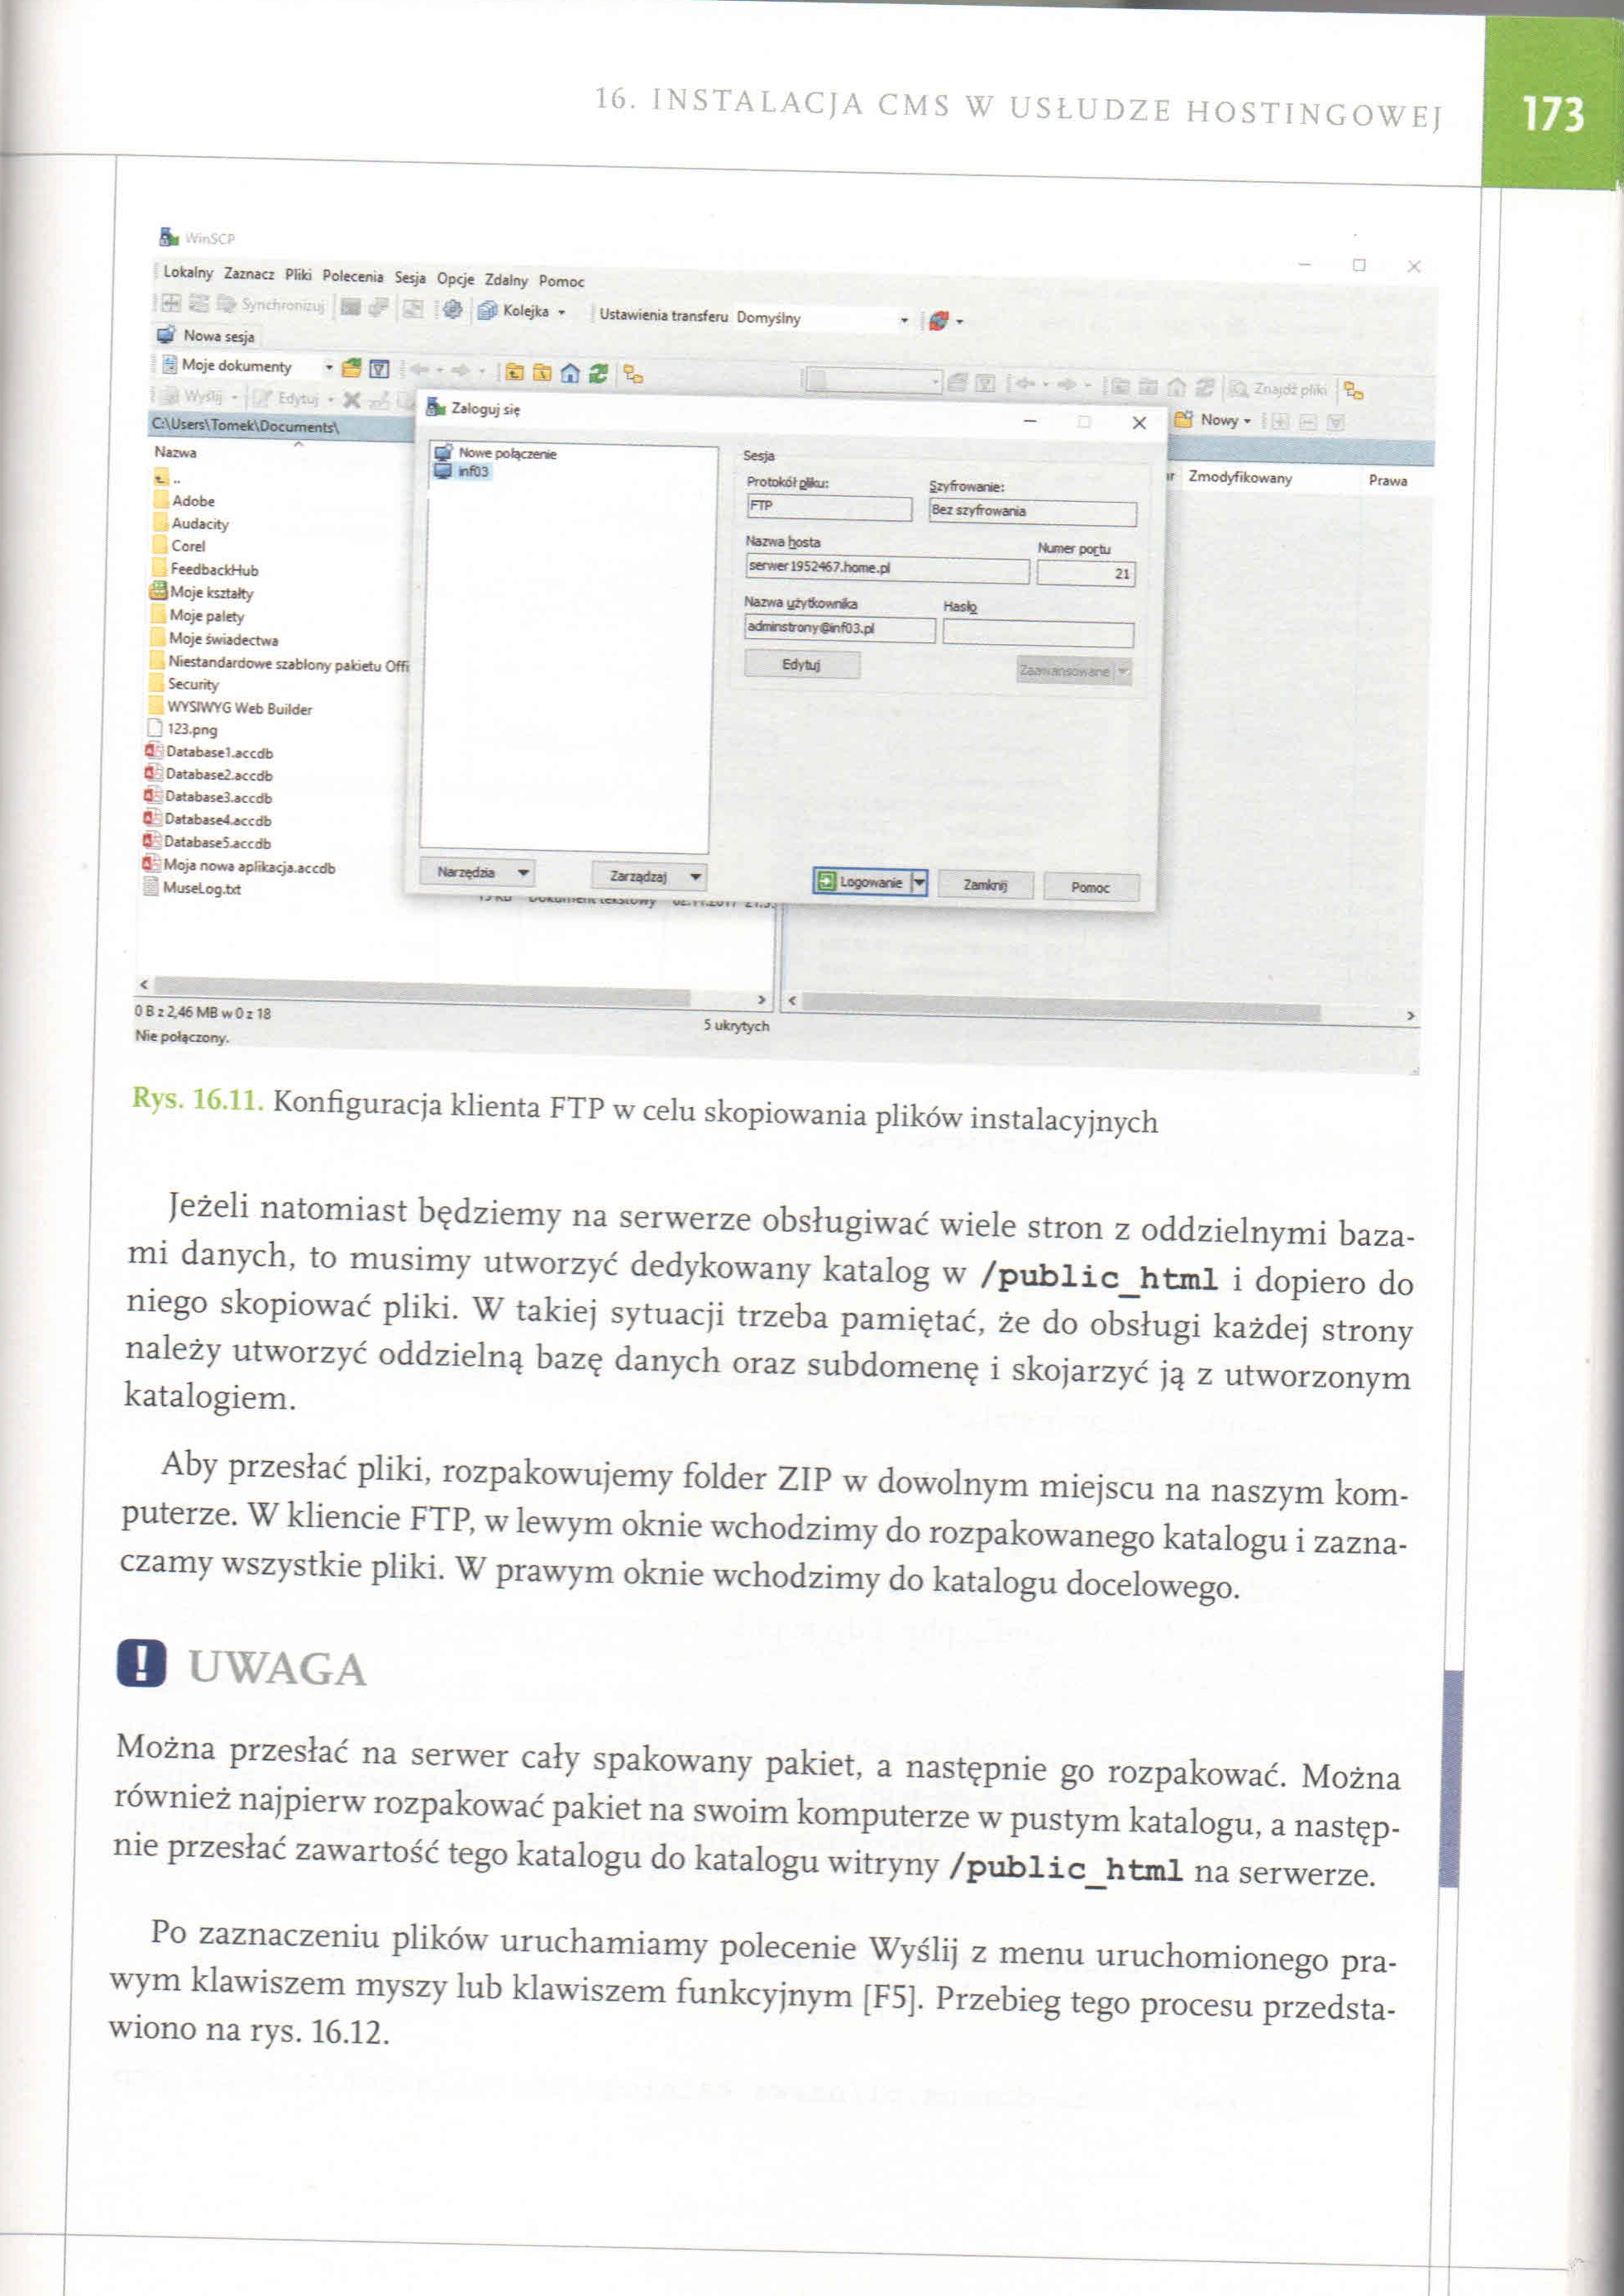 16. INSTALACJA CMS W USŁUDZE HOSTINGOWEJ
173
WinSCP
Lokalny Zaznacz Pliki Polecenia Sesja Opcje Zdalny Pomoc
Synchronizuj Kolejka Ustawienia transferu Domyślny
Nowa sesja
Moje dokumenty Znajdź pliki
Wyślij Edytuj Nowy
C:\Users\Tomek\Documents\
Nazwa
Zmodyfikowany Prawa
..
Adobe
Audacity
Corel
FeedbackHub
Moje kształty
Moje palety
Moje świadectwa
Niestandardowe szablony pakietu Offi
Security
WYSIWYG Web Builder
123.png
Database1.accdb
Database2.accdb
Database3.accdb
Database4.accdb
Database5.accdb
Moja nowa aplikacja.accdb
MuseLog.txt
Zaloguj się
Nowe połączenie
inf03
Sesja
Protokół pliku: Szyfrowanie:
FTP Bez szyfrowania
Nazwa hosta Numer portu
serwer1952467.home.pl 21
Nazwa użytkownika Hasło
adminstrony@inf03.pl
Edytuj Zaawansowane
Narzędzia Zarządzaj Logowanie Zamknij Pomoc
0 B z 2,46 MB w 0 z 18 5 ukrytych
Nie połączony.
Rys. 16.11. Konfiguracja klienta FTP w celu skopiowania plików instalacyjnych
Jeżeli natomiast będziemy na serwerze obsługiwać wiele stron z oddzielnymi baza-
mi danych, to musimy utworzyć dedykowany katalog w /public_html i dopiero do
niego skopiować pliki. W takiej sytuacji trzeba pamiętać, że do obsługi każdej strony
należy utworzyć oddzielną bazę danych oraz subdomenę i skojarzyć ją z utworzonym
katalogiem.
Aby przesłać pliki, rozpakowujemy folder ZIP w dowolnym miejscu na naszym kom-
puterze. W kliencie FTP, w lewym oknie wchodzimy do rozpakowanego katalogu i zazna-
czamy wszystkie pliki. W prawym oknie wchodzimy do katalogu docelowego.
! UWAGA
Można przesłać na serwer cały spakowany pakiet, a następnie go rozpakować. Można
również najpierw rozpakować pakiet na swoim komputerze w pustym katalogu, a następ-
nie przesłać zawartość tego katalogu do katalogu witryny /public_html na serwerze.
Po zaznaczeniu plików uruchamiamy polecenie Wyślij z menu uruchomionego pra-
wym klawiszem myszy lub klawiszem funkcyjnym [F5]. Przebieg tego procesu przedsta-
wiono na rys. 16.12.